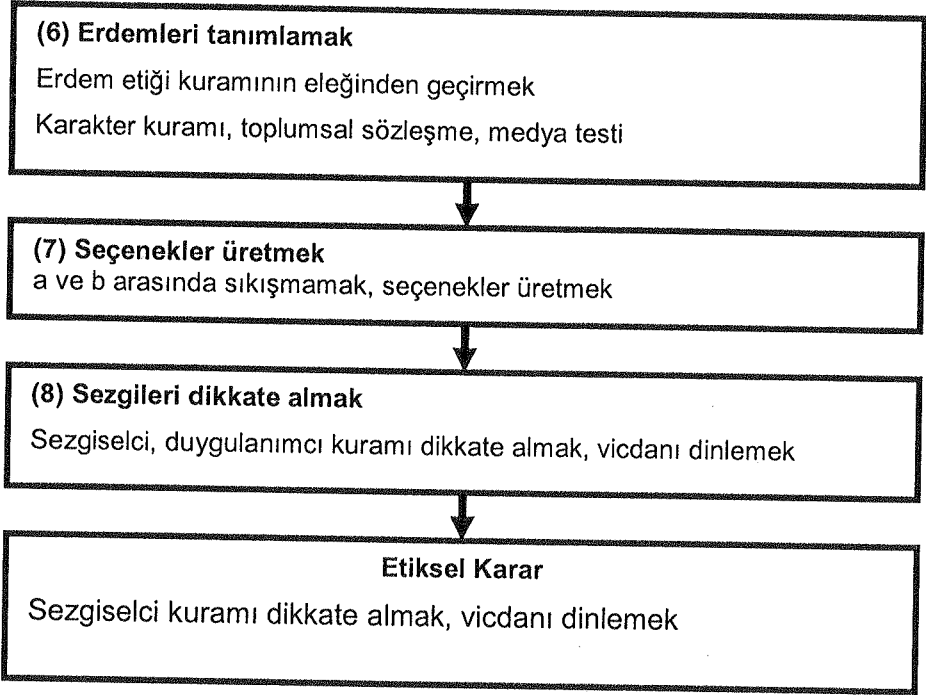 (6) Erdemleri tanımlamak
Erdem etiği kuramının eleğinden geçirmek
Karakter kuramı, toplumsal sözleşme, medya testi
(7) Seçenekler üretmek
a ve b arasında sıkışmamak, seçenekler üretmek
(8) Sezgileri dikkate almak
Sezgiselci, duygulanımcı kuramı dikkate almak, vicdanı dinlemek
Etiksel Karar
Sezgiselci kuramı dikkate almak, vicdanı dinlemek